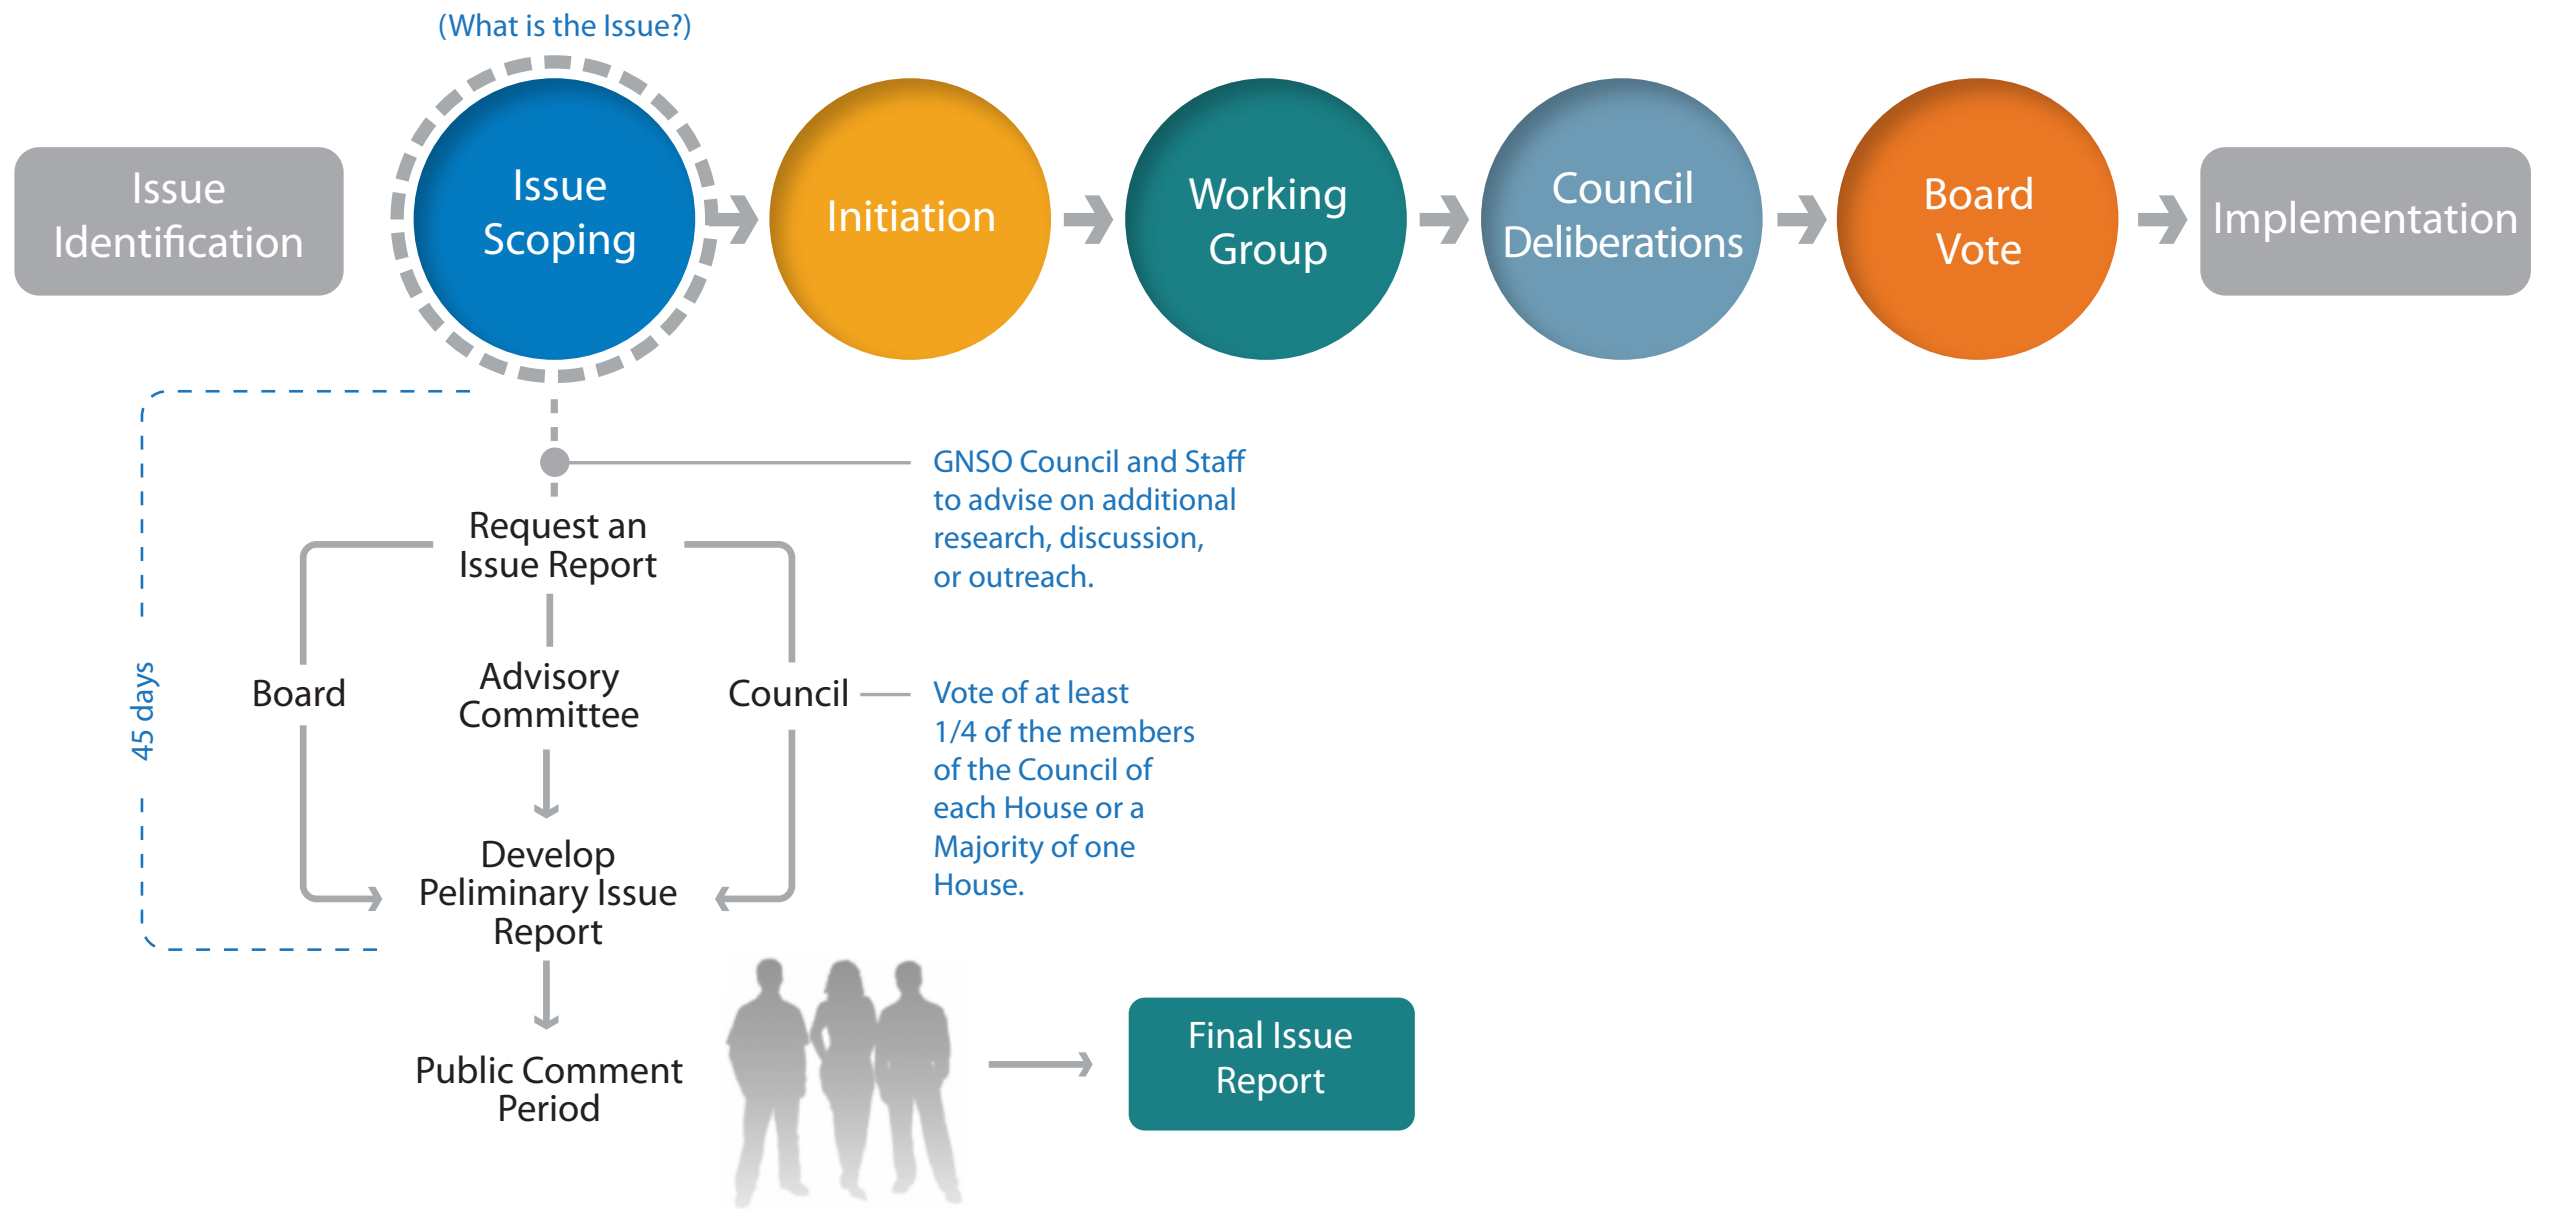 (What is the Issue?)
Issue
Identification
Issue
Scoping
Initiation
Working
Group
Council
Deliberations
Board
Vote
Implementation
GNSO Council and Staff
to advise on additional
research, discussion,
or outreach.
Request an
Issue Report
45 days
Board
Advisory
Committee
Council
Vote of at least
1/4 of the members
of the Council of
each House or a
Majority of one
House.
Develop
Peliminary Issue
Report
Public Comment
Period
Final Issue
Report